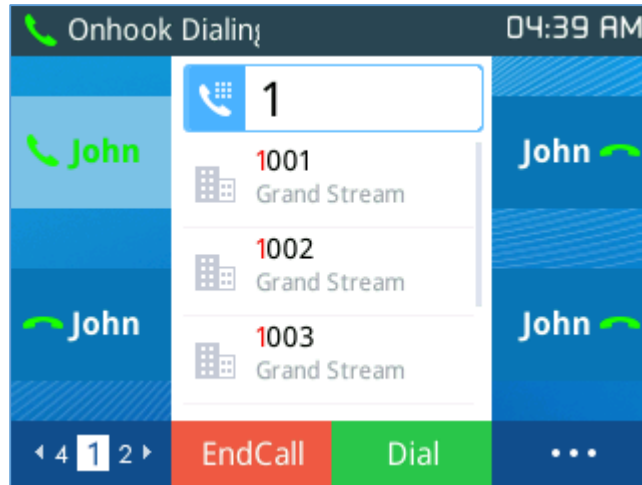 Onhook Dialing
04:39 AM
1
John
John
1001
Grand Stream
1002
Grand Stream
John
John
1003
Grand Stream
4 1 2
EndCall
Dial
...